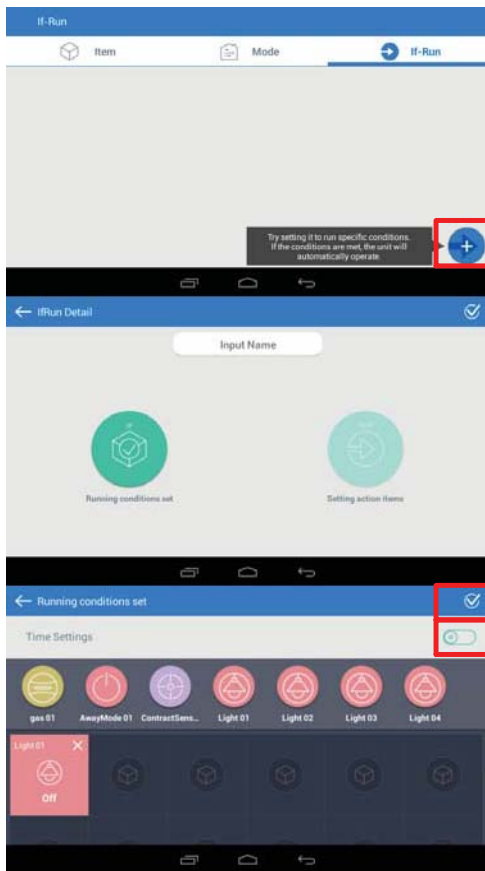 If-Run
Item Mode If-Run
Try setting it to run specific conditions.
If the conditions are met, the unit will
automatically operate.
IfRun Detail
Input Name
IF
Running conditions set Setting action items
Running conditions set
Time Settings
gas 01 AwayMode 01 ContractSens... Light 01 Light 02 Light 03 Light 04
Light 01
Off